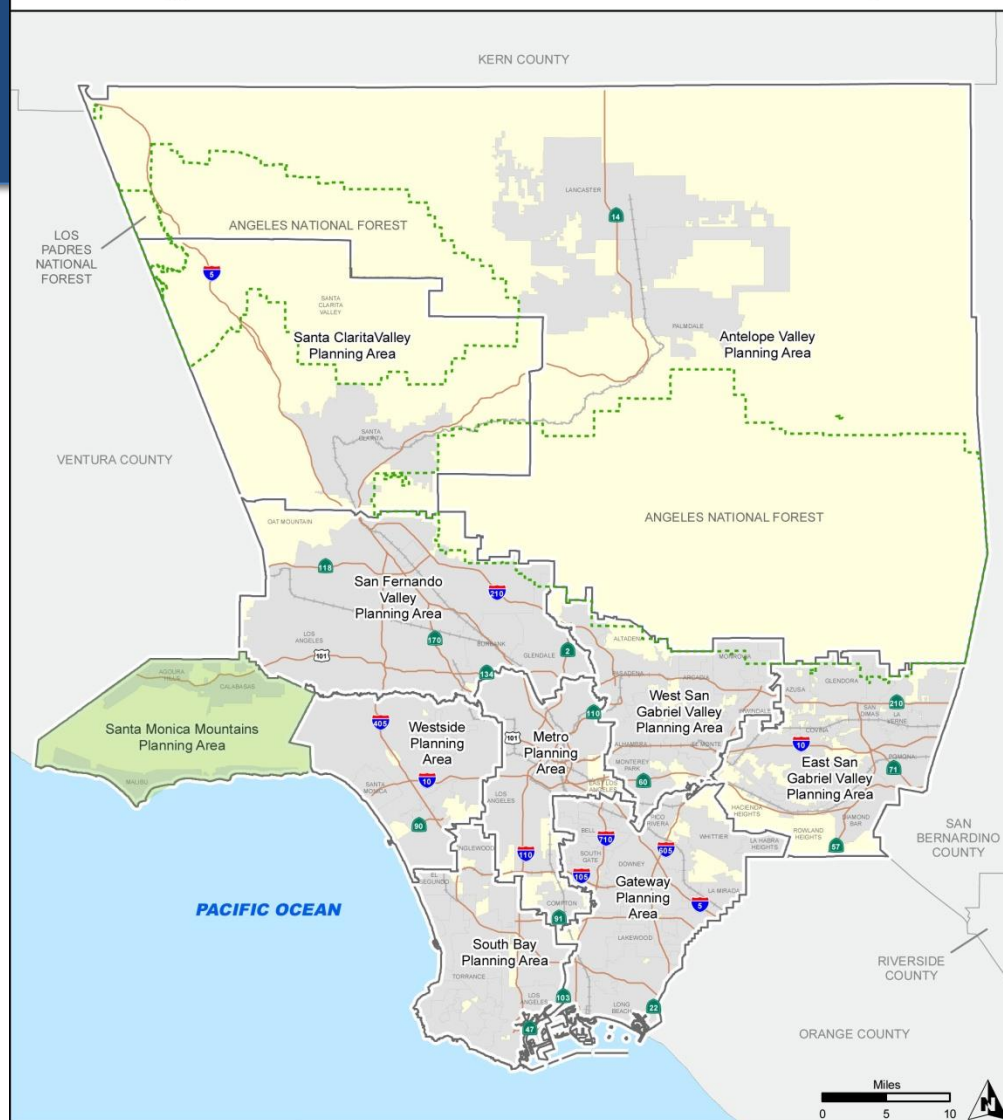 KERN COUNTY
LANCASTER
14
LOS
PADRES
NATIONAL
FOREST
ANGELES NATIONAL FOREST
5
SANTA
CLARITA
VALLEY
Santa ClaritaValley
Planning Area
PALMDALE
Antelope Valley
Planning Area
SANTA
CLARITA
VENTURA COUNTY
ANGELES NATIONAL FOREST
OAT MOUNTAIN
118
San Fernando
Valley
Planning Area
210
170
LOS
ANGELES
101
BURBANK
GLENDALE
2
134
ALTADENA
PASADENA
MONROVIA
ARCADIA
AZUSA
GLENDORA
SAN
DIMAS
LA
VERNE
210
AGOURA
HILLS
CALABASAS
Santa Monica Mountains
Planning Area
MALIBU
405
Westside
Planning
Area
10
SANTA
MONICA
90
101
Metro
Planning
Area
110
West San
Gabriel Valley
Planning Area
IRWINDALE
ALHAMBRA
EL MONTE
MONTEREY
PARK
60
EAST LOS
ANGELES
COVINA
10
POMONA
71
East San
Gabriel Valley
Planning Area
HACIENDA
HEIGHTS
ROWLAND
HEIGHTS
DIAMOND
BAR
57
LOS
ANGELES
INGLEWOOD
110
BELL
710
SOUTH
GATE
105
PICO
RIVERA
605
WHITTIER
LA HABRA
HEIGHTS
DOWNEY
Gateway
Planning
Area
LA MIRADA
5
EL
SEGUNDO
COMPTON
91
LAKEWOOD
PACIFIC OCEAN
South Bay
Planning Area
TORRANCE
LOS
ANGELES
103
47
LONG
BEACH
22
SAN
BERNARDINO
COUNTY
RIVERSIDE
COUNTY
ORANGE COUNTY
Miles
0 5 10
N